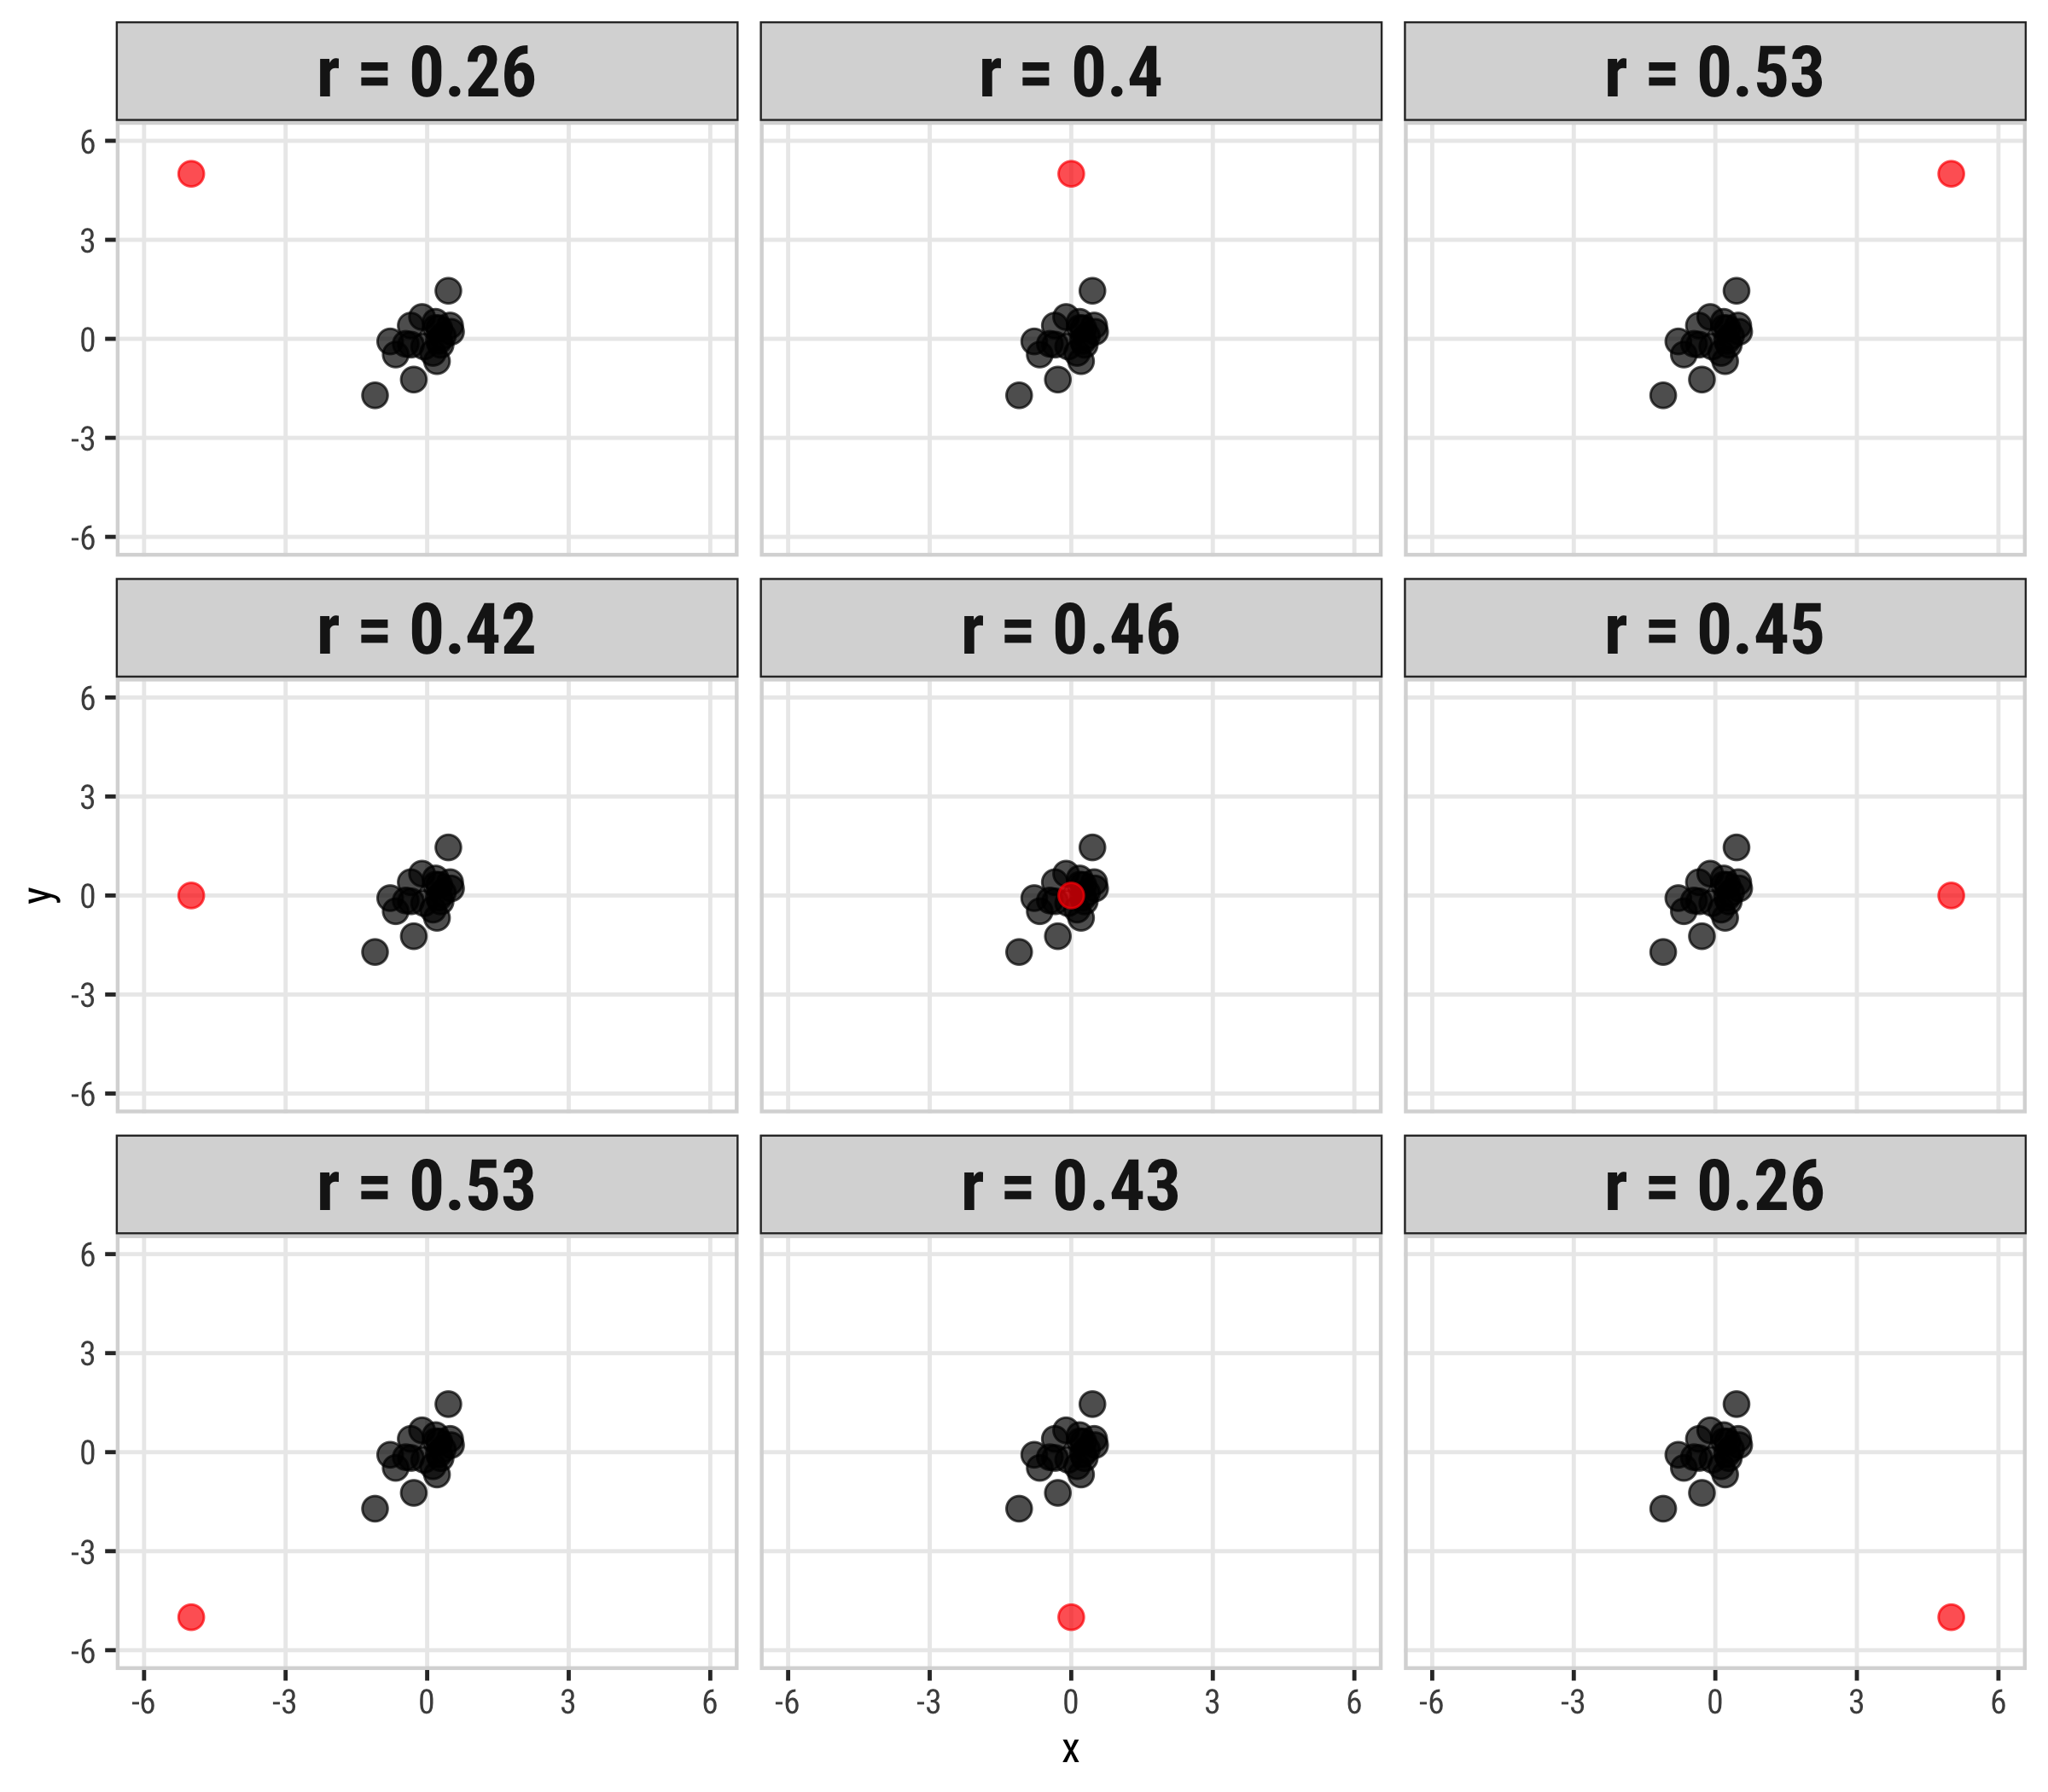 r = 0.26 r = 0.4 r = 0.53
6
3
0
-3
-6
r = 0.42 r = 0.46 r = 0.45
6
3
0
-3
-6
y
r = 0.53 r = 0.43 r = 0.26
6
3
0
-3
-6
-6 -3 0 3 6 -6 -3 0 3 6 -6 -3 0 3 6
x